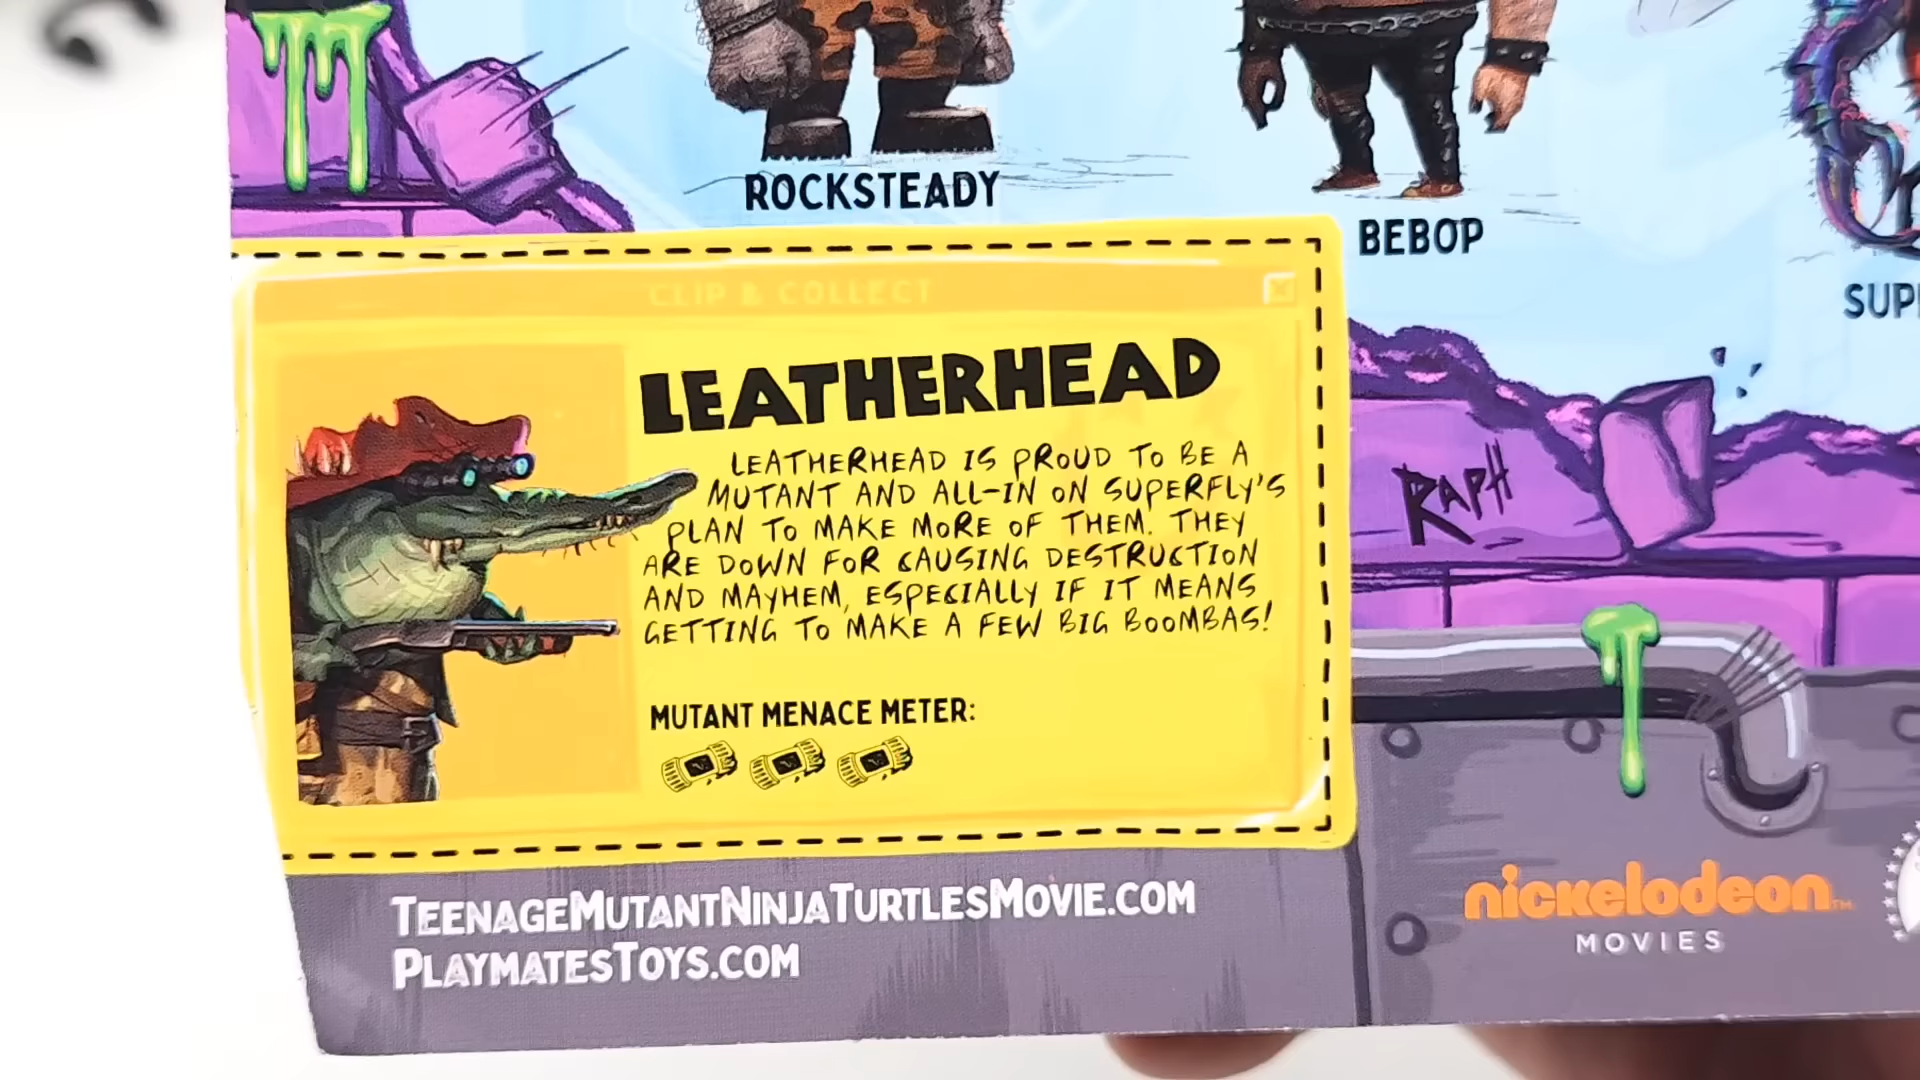 ROCKSTEADY
BEBOP
CLIP & COLLECT
LEATHERHEAD
LEATHERHEAD IS PROUD TO BE A
MUTANT AND ALL-IN ON SUPERFLY'S
PLAN TO MAKE MORE OF THEM. THEY
ARE DOWN FOR CAUSING DESTRUCTION
AND MAYHEM, ESPECIALLY IF IT MEANS
GETTING TO MAKE A FEW BIG BOOMBAS!
MUTANT MENACE METER:
RAPH
TEENAGEMUTANTNINJATURTLESMOVIE.COM
PLAYMATESTOYS.COM
nickelodeon
MOVIES